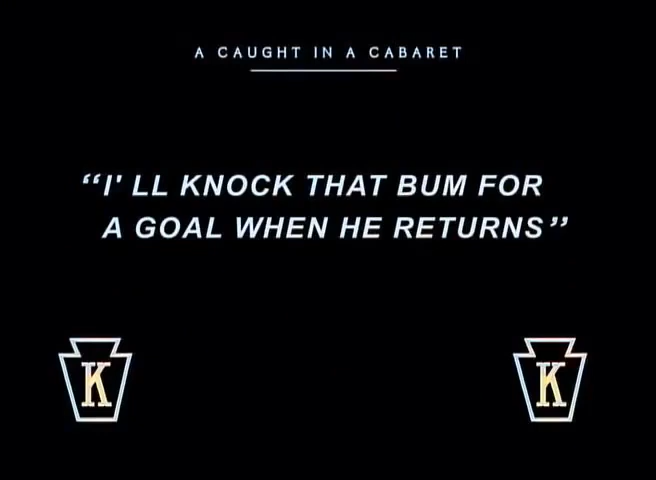 A CAUGHT IN A CABARET
“I' LL KNOCK THAT BUM FOR
A GOAL WHEN HE RETURNS”
K K